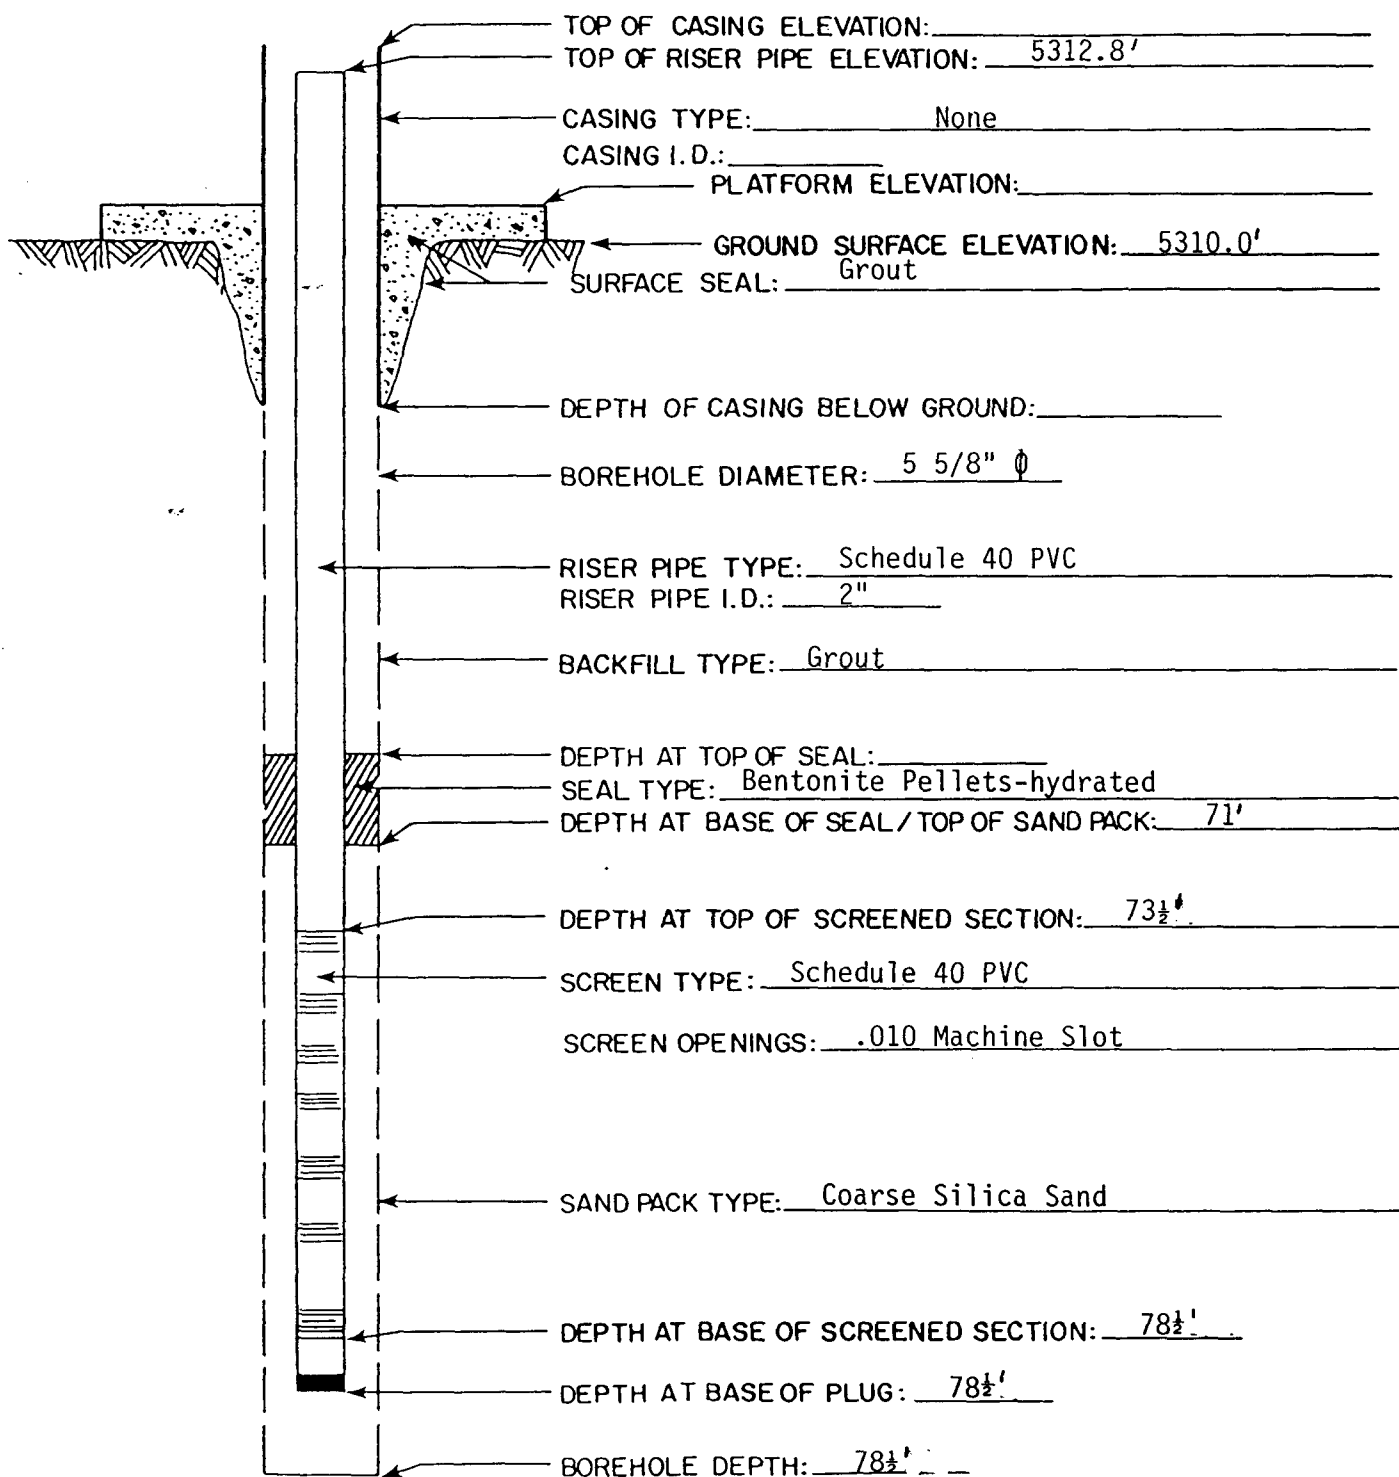 TOP OF CASING ELEVATION:
TOP OF RISER PIPE ELEVATION: 5312.8'
CASING TYPE: None
CASING I.D.:
PLATFORM ELEVATION:
GROUND SURFACE ELEVATION: 5310.0'
SURFACE SEAL: Grout
DEPTH OF CASING BELOW GROUND:
BOREHOLE DIAMETER: 5 5/8" ϕ
RISER PIPE TYPE: Schedule 40 PVC
RISER PIPE I.D.: 2"
BACKFILL TYPE: Grout
DEPTH AT TOP OF SEAL:
SEAL TYPE: Bentonite Pellets-hydrated
DEPTH AT BASE OF SEAL/TOP OF SAND PACK: 71'
DEPTH AT TOP OF SCREENED SECTION: 73½'
SCREEN TYPE: Schedule 40 PVC
SCREEN OPENINGS: .010 Machine Slot
SAND PACK TYPE: Coarse Silica Sand
DEPTH AT BASE OF SCREENED SECTION: 78½'
DEPTH AT BASE OF PLUG: 78½'
BOREHOLE DEPTH: 78½'